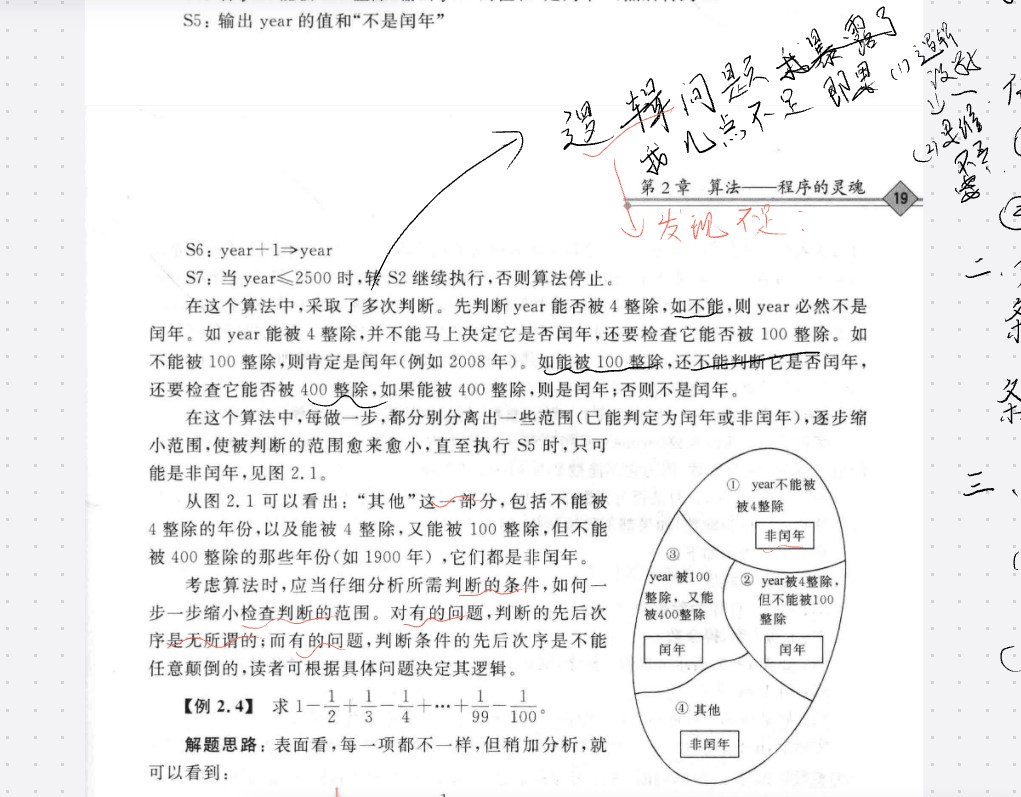 S5：输出 year 的值和“不是闰年”
逻辑问题 我暴露了
我几点不足 即思 (1) 逻辑
(2) 思维
第 2 章 算法——程序的灵魂
19
发现不足：
S6：year＋1⇒year
S7：当 year≤2500 时,转 S2 继续执行,否则算法停止。
在这个算法中,采取了多次判断。先判断 year 能否被 4 整除,如不能,则 year 必然不是
闰年。如 year 能被 4 整除,并不能马上决定它是否闰年,还要检查它能否被 100 整除。如
不能被 100 整除,则肯定是闰年(例如 2008 年)。如能被 100 整除,还不能判断它是否闰年,
还要检查它能否被 400 整除,如果能被 400 整除,则是闰年;否则不是闰年。
在这个算法中,每做一步,都分别分离出一些范围(已能判定为闰年或非闰年),逐步缩
小范围,使被判断的范围愈来愈小,直至执行 S5 时,只可
能是非闰年,见图 2.1。
从图 2.1 可以看出：“其他”这一部分,包括不能被
4 整除的年份,以及能被 4 整除,又能被 100 整除,但不能
被 400 整除的那些年份(如 1900 年),它们都是非闰年。
考虑算法时,应当仔细分析所需判断的条件,如何一
步一步缩小检查判断的范围。对有的问题,判断的先后次
序是无所谓的;而有的问题,判断条件的先后次序是不能
任意颠倒的,读者可根据具体问题决定其逻辑。
① year不能被
被4整除
非闰年
③
year 被100
整除，又能
被400整除
闰年
② year被4整除,
但不能被100
整除
闰年
④ 其他
非闰年
【例 2.4】 求 1－1/2＋1/3－1/4＋…＋1/99－1/100。
解题思路：表面看,每一项都不一样,但稍加分析,就
可以看到：
二、
条
条
三、